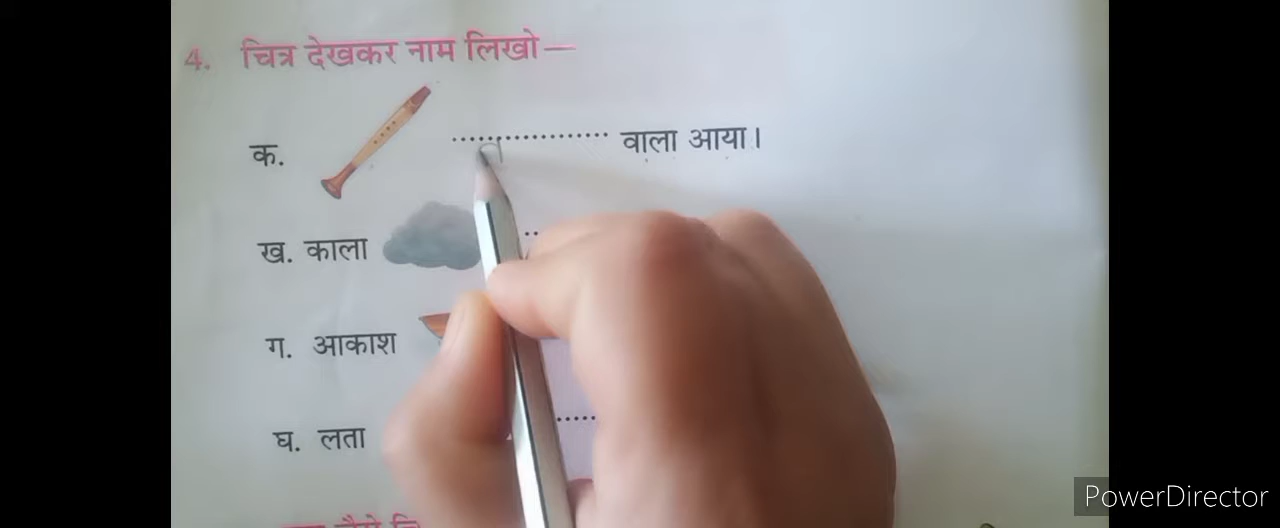 4. चित्र देखकर नाम लिखो—
क. .................. वाला आया।
ख. काला
ग. आकाश
घ. लता
PowerDirector